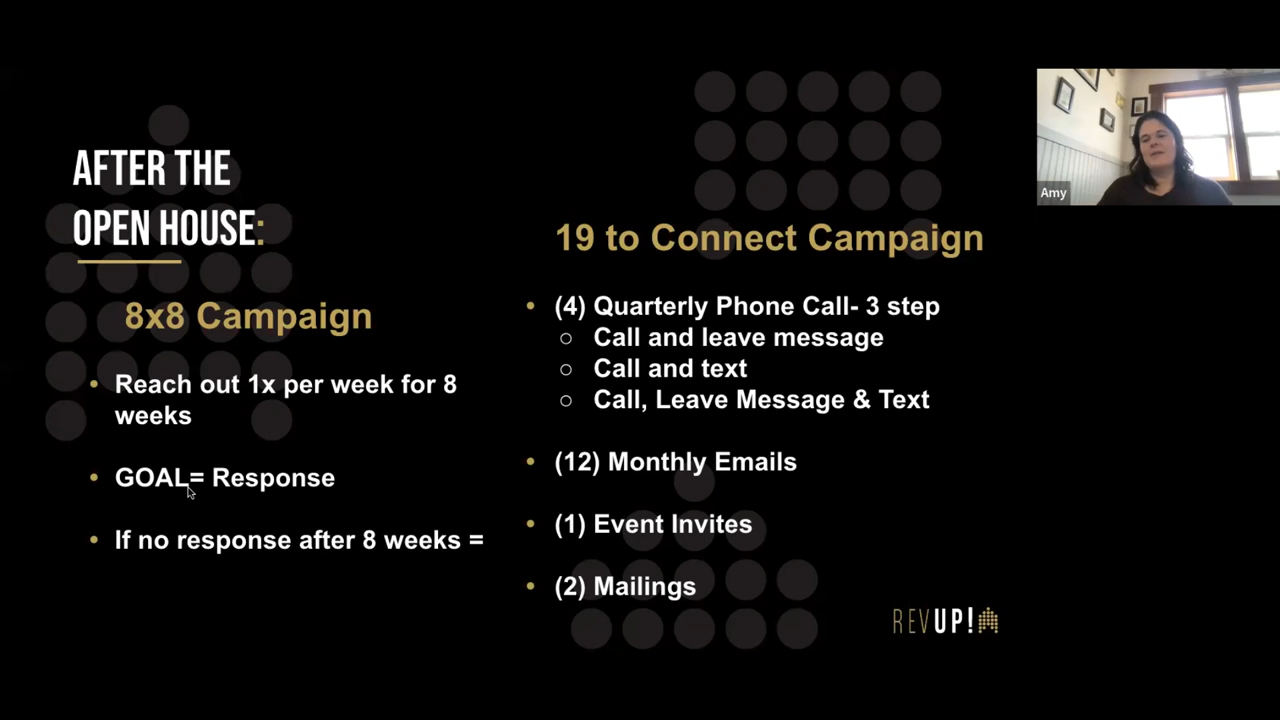 AFTER THE
OPEN HOUSE:
8x8 Campaign
• Reach out 1x per week for 8
weeks
• GOAL= Response
• If no response after 8 weeks =
19 to Connect Campaign
• (4) Quarterly Phone Call- 3 step
○ Call and leave message
○ Call and text
○ Call, Leave Message & Text
• (12) Monthly Emails
• (1) Event Invites
• (2) Mailings
REVUP!
Amy